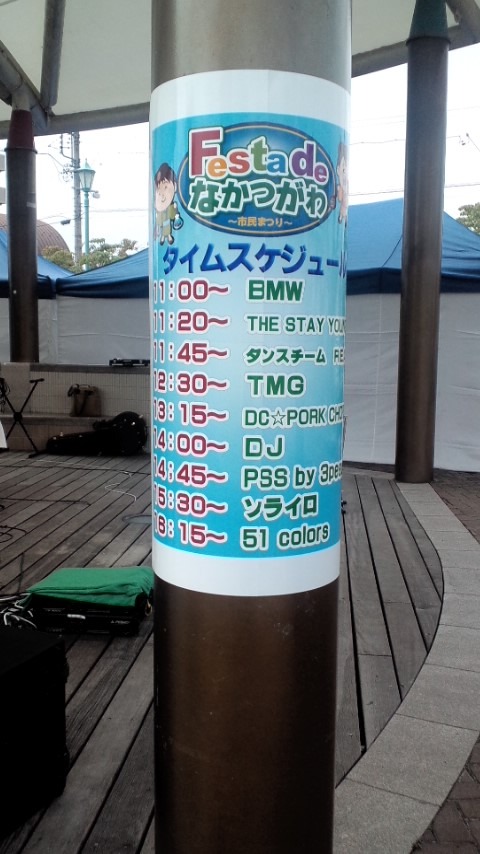 Festa de
なかつがわ
～市民まつり～
タイムスケジュール
11：00～ BMW
11：20～ THE STAY
11：45～ ダンスチーム
12：30～ TMG
13：15～ DC☆PORK
14：00～ DJ
14：45～ PSS by
15：30～ ソライロ
16：15～ 51 colors